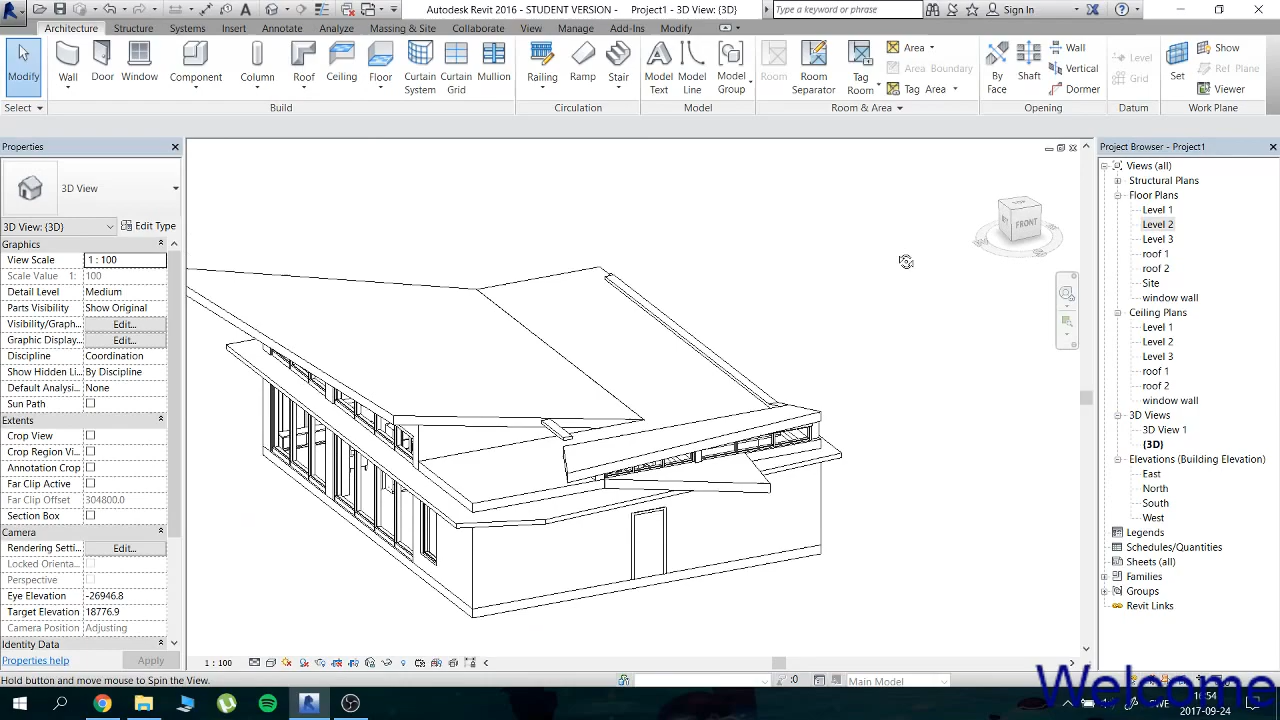 Autodesk Revit 2016 - STUDENT VERSION - Project1 - 3D View: {3D}
Type a keyword or phrase
Sign In
Architecture Structure Systems Insert Annotate Analyze Massing & Site Collaborate View Manage Add-Ins Modify
Modify Wall Door Window Component Column Roof Ceiling Floor Curtain System Curtain Grid Mullion Railing Ramp Stair Model Text Model Line Model Group Room Room Separator Tag Room Area Area Boundary Tag Area By Face Shaft Wall Vertical Dormer Level Grid Set Show Ref Plane Viewer
Select Build Circulation Model Room & Area Opening Datum Work Plane
Properties
3D View
3D View: {3D} Edit Type
Graphics
View Scale 1 : 100
Scale Value 1: 100
Detail Level Medium
Parts Visibility Show Original
Visibility/Graph... Edit...
Graphic Display... Edit...
Discipline Coordination
Show Hidden Li... By Discipline
Default Analysi... None
Sun Path
Extents
Crop View
Crop Region Vi...
Annotation Crop
Far Clip Active
Far Clip Offset 304800.0
Section Box
Camera
Rendering Setti... Edit...
Locked Orienta...
Perspective
Eye Elevation -26946.8
Target Elevation 18776.9
Camera Position Adjusting
Identity Data
Properties help Apply
FRONT
1 : 100
Project Browser - Project1
Views (all)
Structural Plans
Floor Plans
Level 1
Level 2
Level 3
roof 1
roof 2
Site
window wall
Ceiling Plans
Level 1
Level 2
Level 3
roof 1
roof 2
window wall
3D Views
3D View 1
{3D}
Elevations (Building Elevation)
East
North
South
West
Legends
Schedules/Quantities
Sheets (all)
Families
Groups
Revit Links
Hold button and move mouse to Spin the View.
:0
Main Model
Welcome
16:54
SWE
2017-09-24